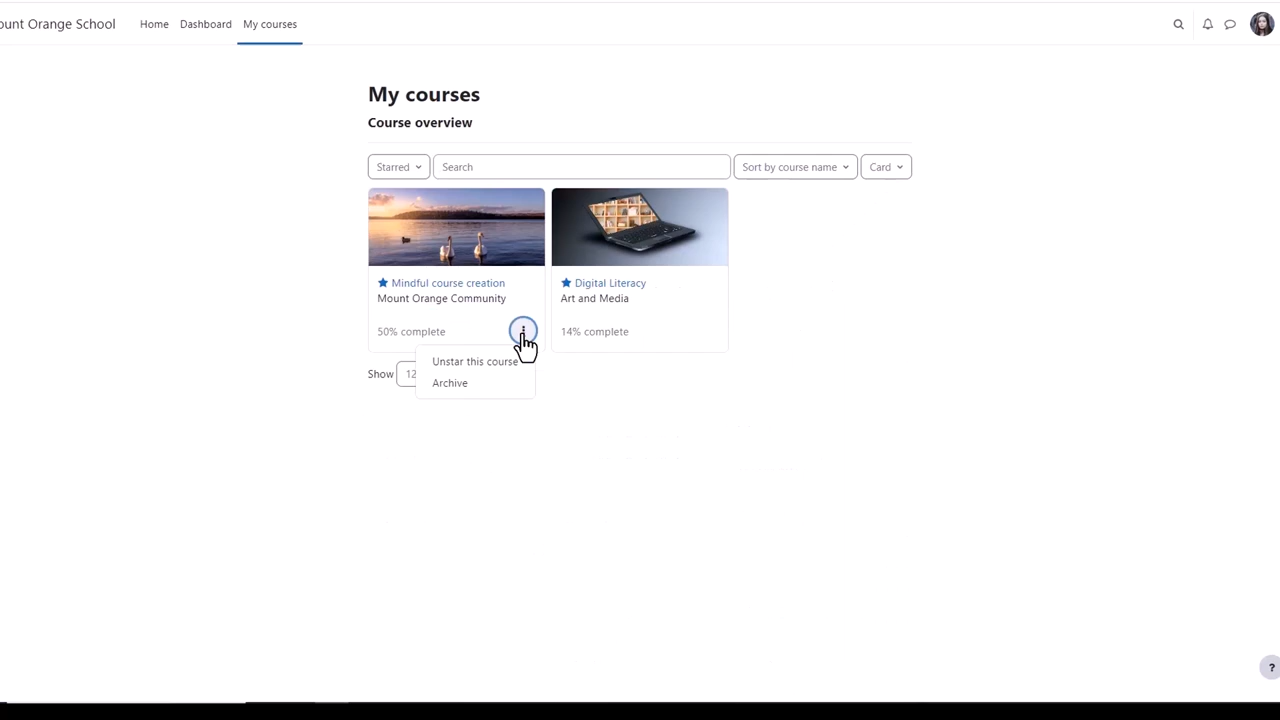 ount Orange School Home Dashboard My courses
My courses
Course overview
Starred Search Sort by course name Card
Mindful course creation Digital Literacy
Mount Orange Community Art and Media
50% complete 14% complete
Unstar this course
Show 12
Archive
?